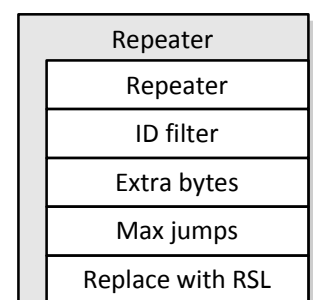 Repeater
Repeater
ID filter
Extra bytes
Max jumps
Replace with RSL